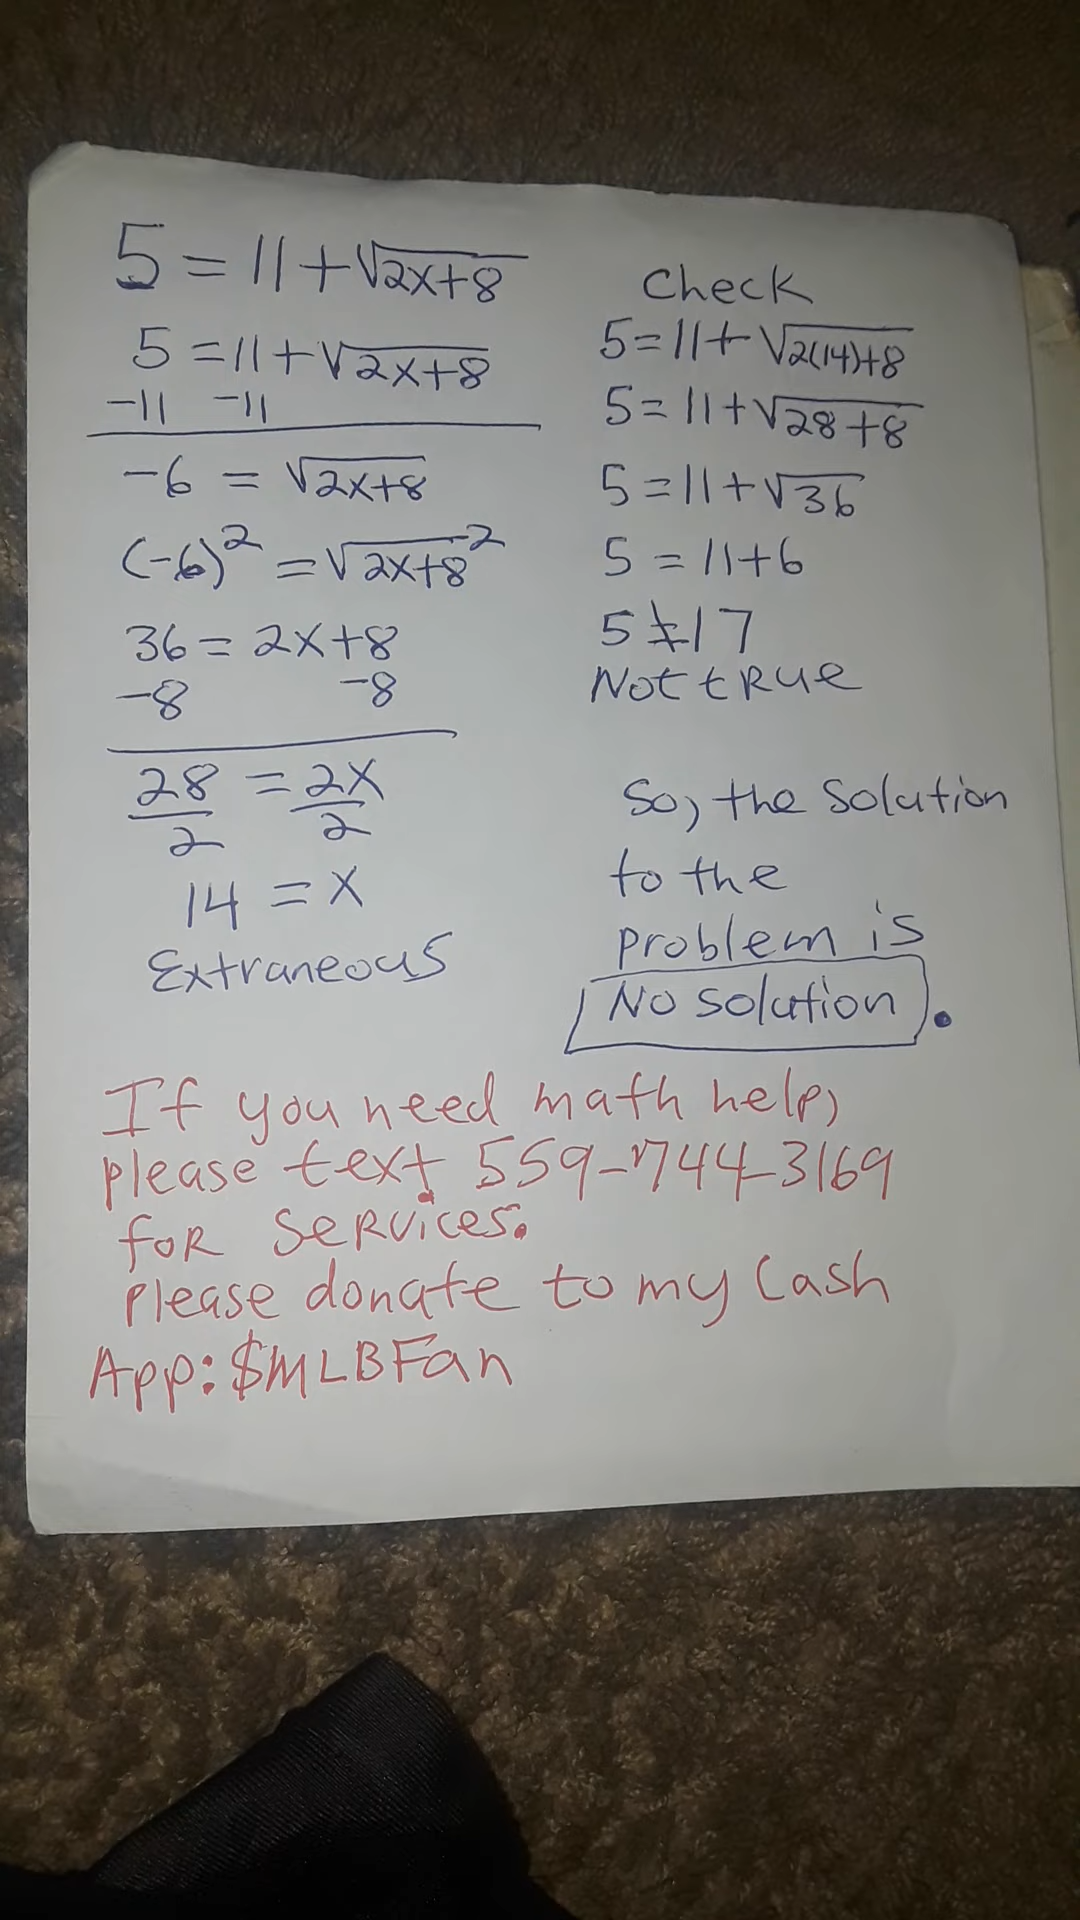 5 = 11 + √2x+8
5 = 11 + √2x+8
-11 -11
-6 = √2x+8
(-6)² = √2x+8²
36 = 2x+8
-8 -8
28 = 2x
2 2
14 = x
Extraneous
Check
5 = 11 + √2(14)+8
5 = 11 + √28+8
5 = 11 + √36
5 = 11+6
5 ≠ 17
Not tRue
So, the solution
to the
problem is
No solution.
If you need math help,
please text 559-744-3169
foR seRvices.
please donate to my Cash
App: $MLBFan